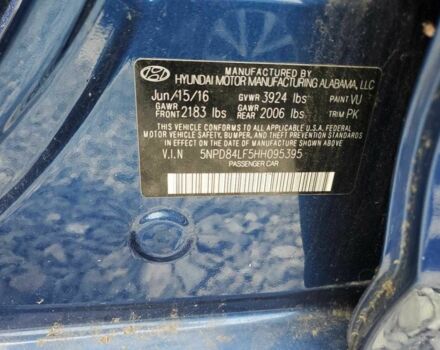 MANUFACTURED BY
HYUNDAI MOTOR MANUFACTURING ALABAMA, LLC
Jun/15/16 GVWR 3924 lbs PAINT VU
GAWR FRONT 2183 lbs GAWR REAR 2006 lbs TRIM PK
THIS VEHICLE CONFORMS TO ALL APPLICABLE U.S.A. FEDERAL
MOTOR VEHICLE SAFETY, BUMPER, AND THEFT PREVENTION
STANDARDS IN EFFECT ON THE DATE OF MANUFACTURE SHOWN ABOVE.
V.I.N 5NPD84LF5HH095395
PASSENGER CAR